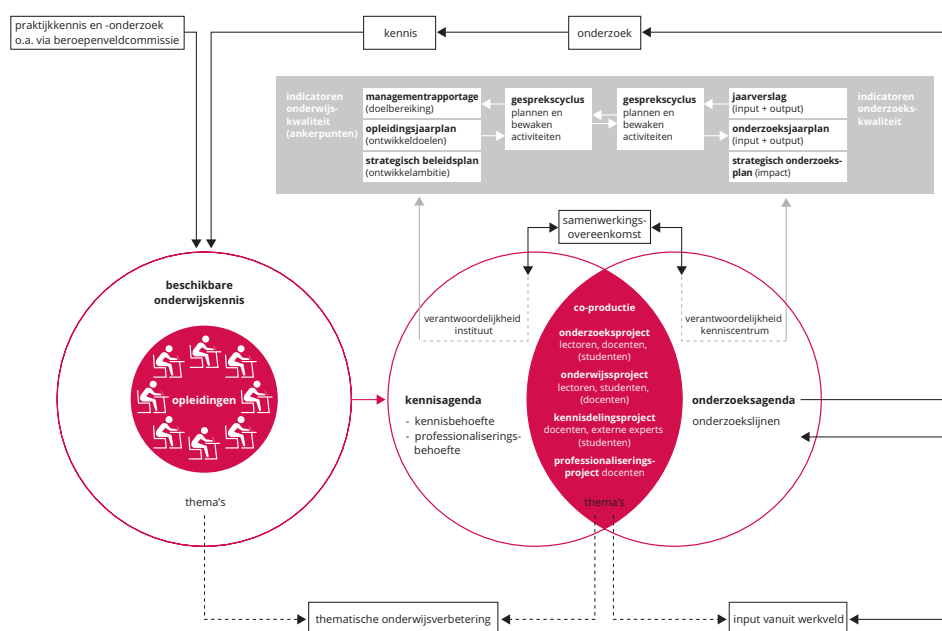 praktijkkennis en -onderzoek
o.a. via beroepenveldcommissie
kennis
onderzoek
indicatoren
onderwijs-
kwaliteit
(ankerpunten)
managementrapportage
(doelbereiking)
opleidingsjaarplan
(ontwikkeldoelen)
strategisch beleidsplan
(ontwikkelambitie)
gesprekscyclus
plannen en
bewaken
activiteiten
gesprekscyclus
plannen en
bewaken
activiteiten
jaarverslag
(input + output)
onderzoeksjaarplan
(input + output)
strategisch onderzoeks-
plan (impact)
indicatoren
onderzoeks-
kwaliteit
samenwerkings-
overeenkomst
beschikbare
onderwijskennis
opleidingen
thema's
verantwoordelijkheid
instituut
kennisagenda
- kennisbehoefte
- professionaliserings-
behoefte
co-productie
onderzoeksproject
lectoren, docenten,
(studenten)
onderwijssproject
lectoren, studenten,
(docenten)
kennisdelingsproject
docenten, externe experts
(studenten)
professionaliserings-
project docenten
thema's
verantwoordelijkheid
kenniscentrum
onderzoeksagenda
onderzoekslijnen
thematische onderwijsverbetering
input vanuit werkveld